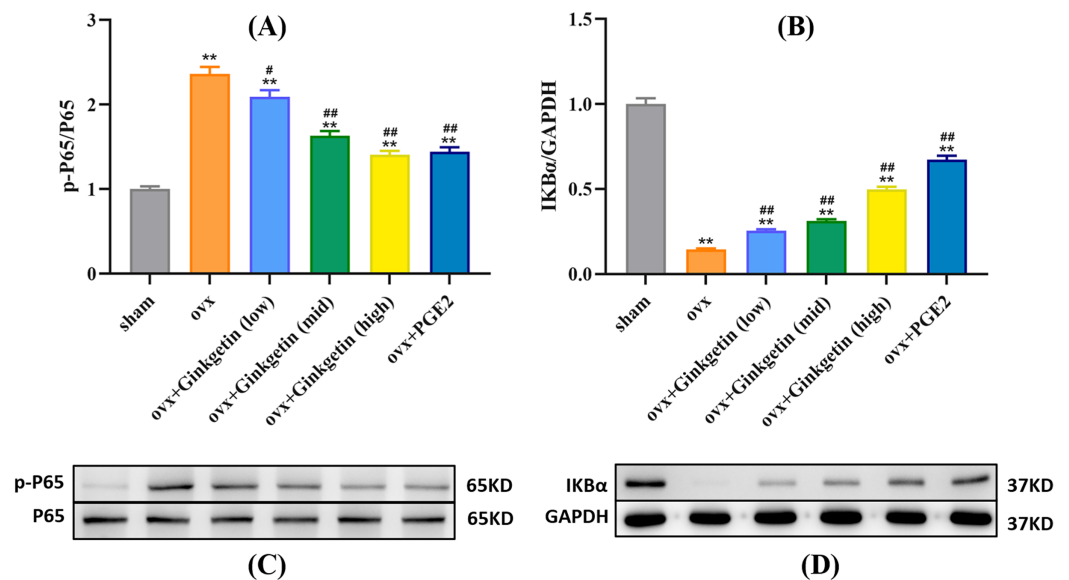 (A)
p-P65/P65
3
2
1
0
**
#
**
##
**
##
**
##
**
sham
ovx
ovx+Ginkgetin (low)
ovx+Ginkgetin (mid)
ovx+Ginkgetin (high)
ovx+PGE2
(B)
IKBα/GAPDH
1.5
1.0
0.5
0.0
**
##
**
##
**
##
**
##
**
sham
ovx
ovx+Ginkgetin (low)
ovx+Ginkgetin (mid)
ovx+Ginkgetin (high)
ovx+PGE2
p-P65 65KD
P65 65KD
(C)
IKBα 37KD
GAPDH 37KD
(D)